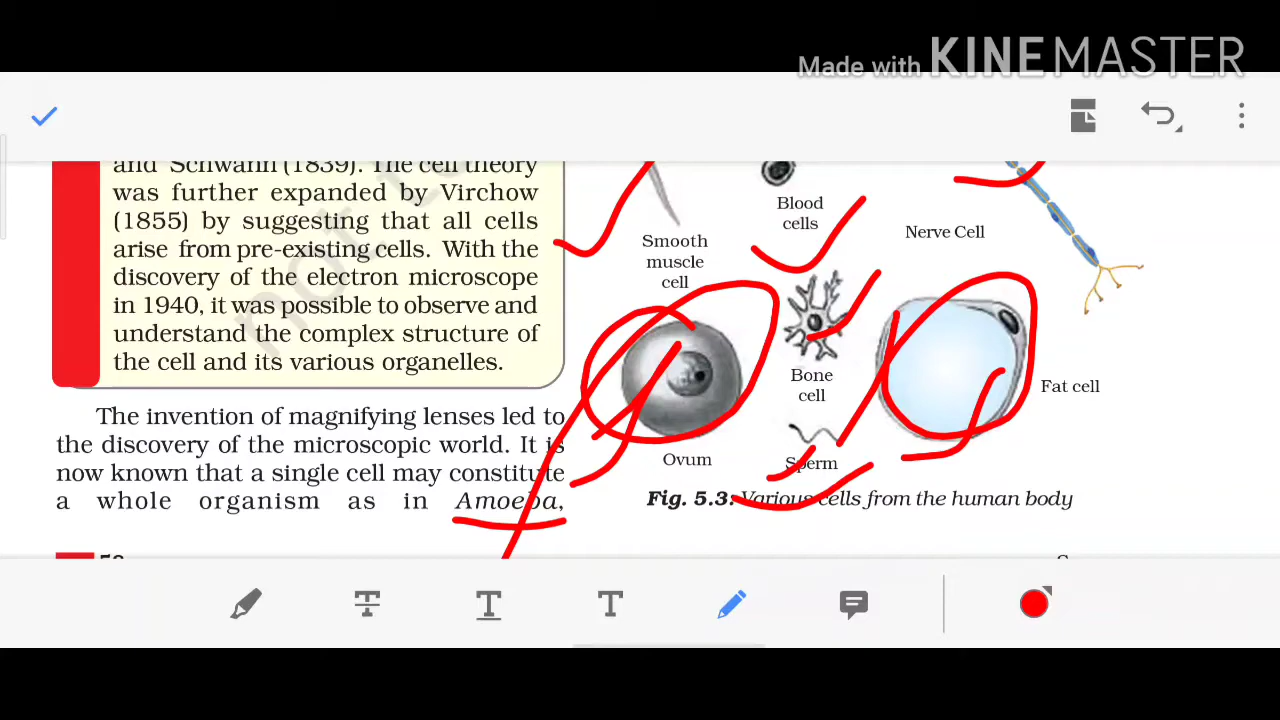 Made with KINEMASTER
and Schwann (1839). The cell theory
was further expanded by Virchow
(1855) by suggesting that all cells
arise from pre-existing cells. With the
discovery of the electron microscope
in 1940, it was possible to observe and
understand the complex structure of
the cell and its various organelles.
The invention of magnifying lenses led to
the discovery of the microscopic world. It is
now known that a single cell may constitute
a whole organism as in Amoeba,
Smooth
muscle
cell
Blood
cells
Nerve Cell
Bone
cell
Fat cell
Ovum
Sperm
Fig. 5.3: Various cells from the human body